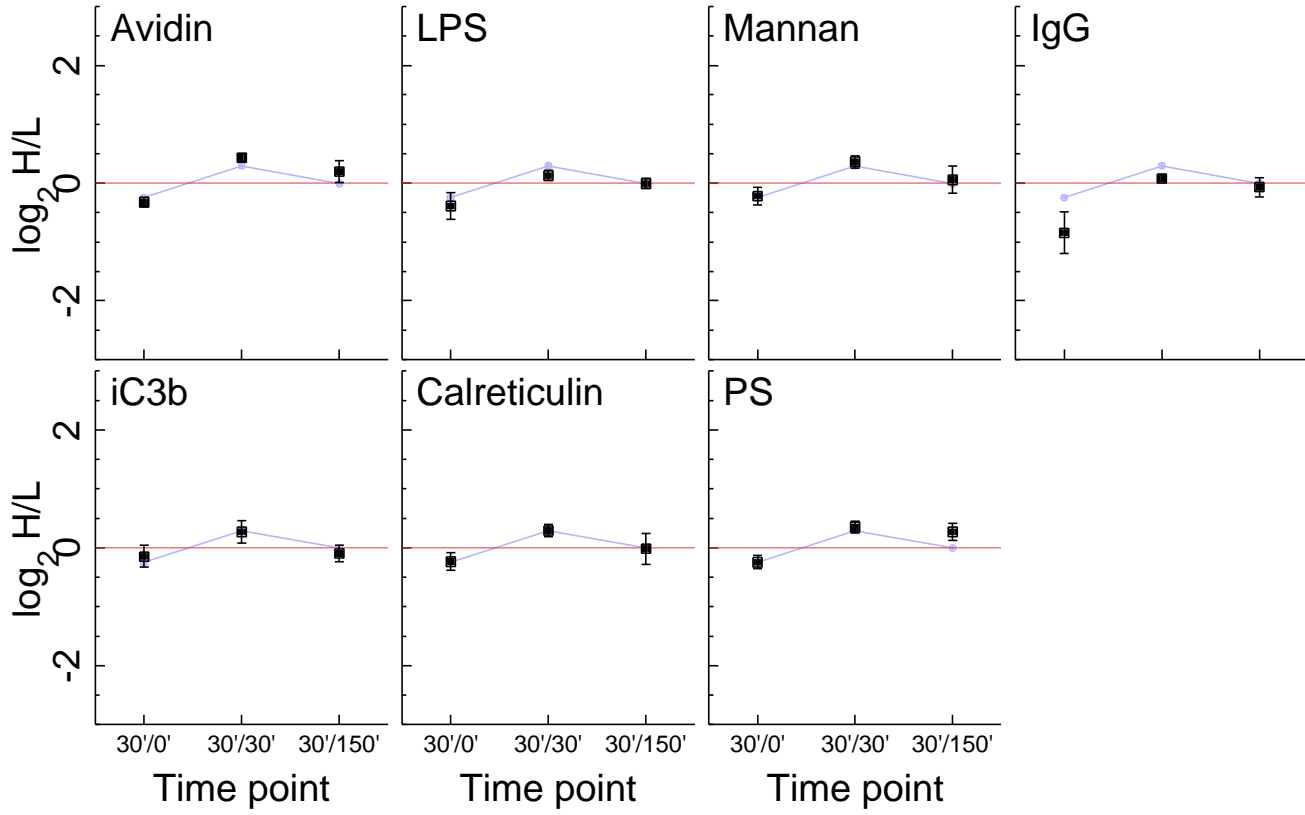 Avidin LPS Mannan IgG
2
0
-2
log2 H/L
iC3b Calreticulin PS
2
0
-2
log2 H/L
30'/0' 30'/30' 30'/150' 30'/0' 30'/30' 30'/150' 30'/0' 30'/30' 30'/150'
Time point Time point Time point